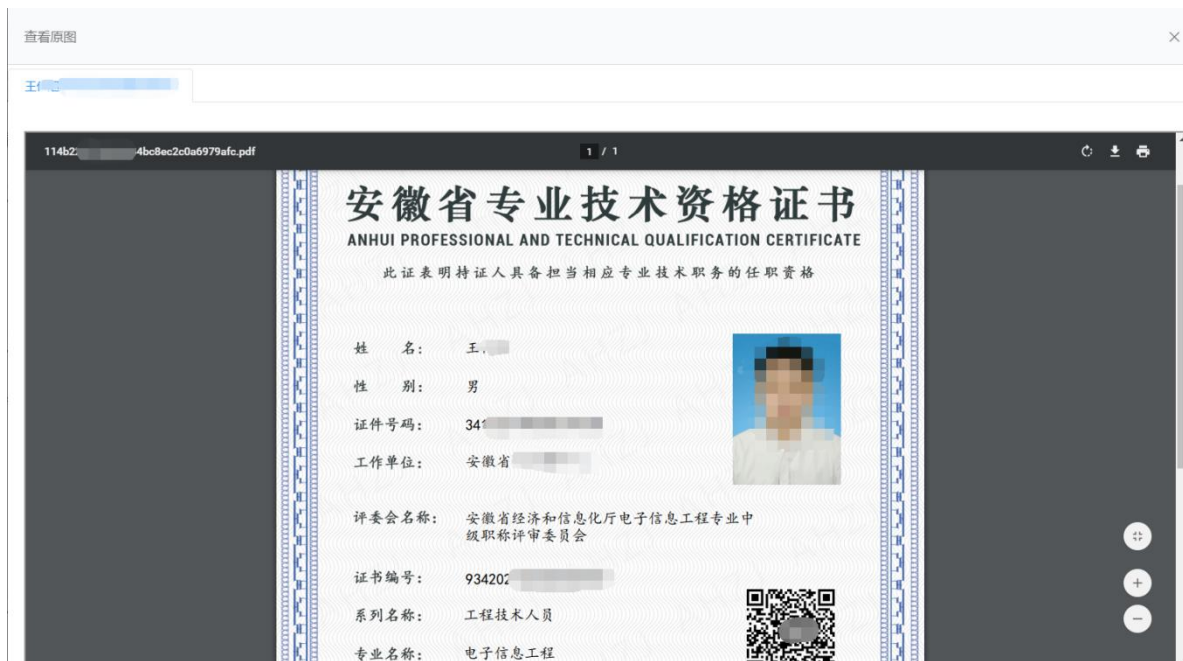 查看原图
王
114b2 4bc8ec2c0a6979afc.pdf
1 / 1
安徽省专业技术资格证书
ANHUI PROFESSIONAL AND TECHNICAL QUALIFICATION CERTIFICATE
此证表明持证人具备担当相应专业技术职务的任职资格
姓 名: 王
性 别: 男
证件号码: 341
工作单位: 安徽省
评委会名称: 安徽省经济和信息化厅电子信息工程专业中
级职称评审委员会
证书编号: 934202
系列名称: 工程技术人员
专业名称: 电子信息工程